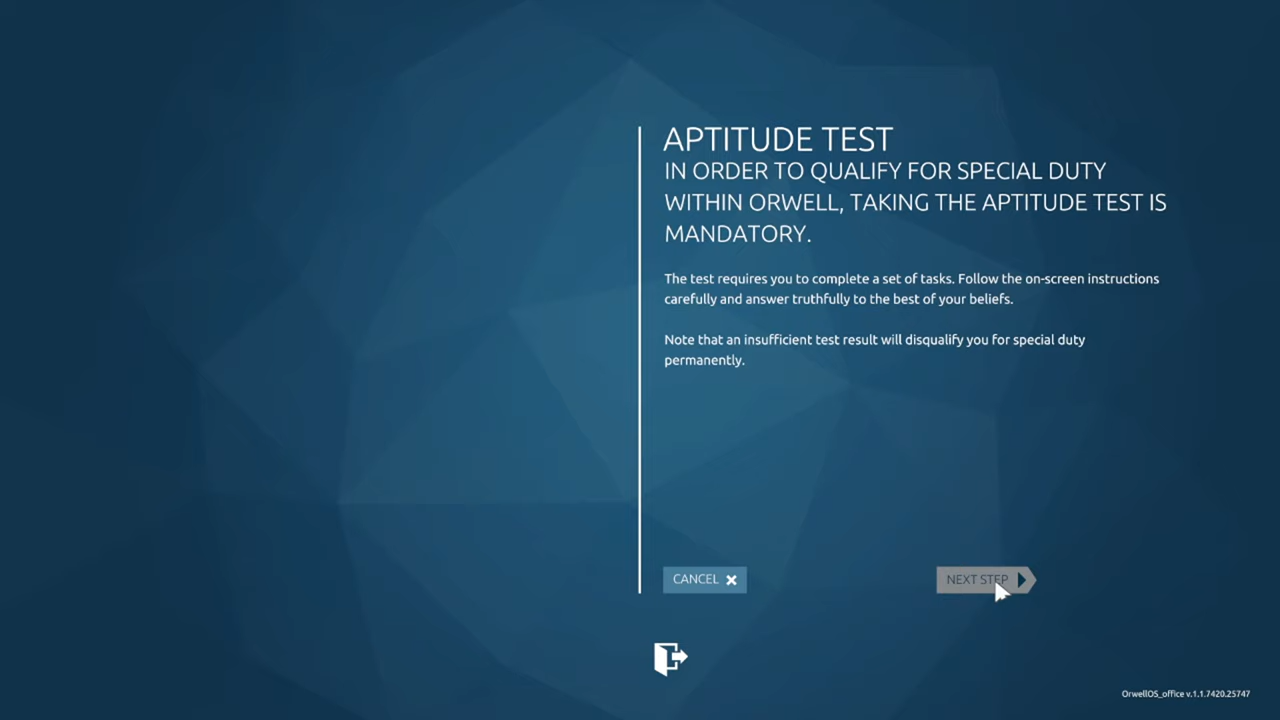 APTITUDE TEST
IN ORDER TO QUALIFY FOR SPECIAL DUTY
WITHIN ORWELL, TAKING THE APTITUDE TEST IS
MANDATORY.
The test requires you to complete a set of tasks. Follow the on-screen instructions
carefully and answer truthfully to the best of your beliefs.
Note that an insufficient test result will disqualify you for special duty
permanently.
CANCEL
NEXT STEP
OrwellOS_office v.1.1.7420.25747